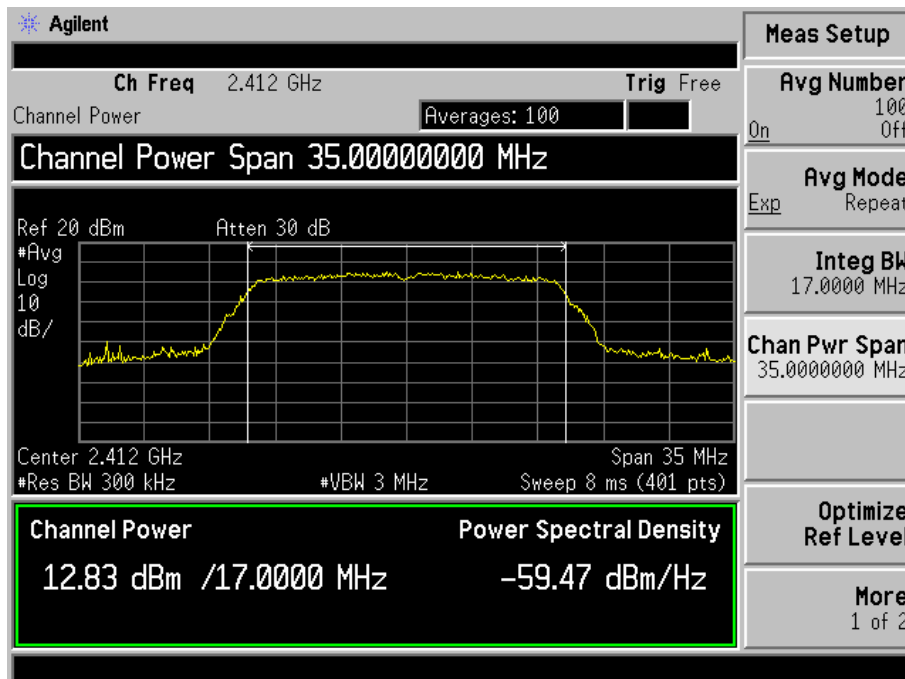 Agilent
Ch Freq 2.412 GHz Trig Free
Channel Power Averages: 100
Channel Power Span 35.00000000 MHz
Ref 20 dBm Atten 30 dB
#Avg
Log
10
dB/
Center 2.412 GHz Span 35 MHz
#Res BW 300 kHz #VBW 3 MHz Sweep 8 ms (401 pts)
Channel Power Power Spectral Density
12.83 dBm /17.0000 MHz -59.47 dBm/Hz
Meas Setup
Avg Number
100
On Off
Avg Mode
Exp Repeat
Integ BW
17.0000 MHz
Chan Pwr Span
35.0000000 MHz
Optimize
Ref Level
More
1 of 2